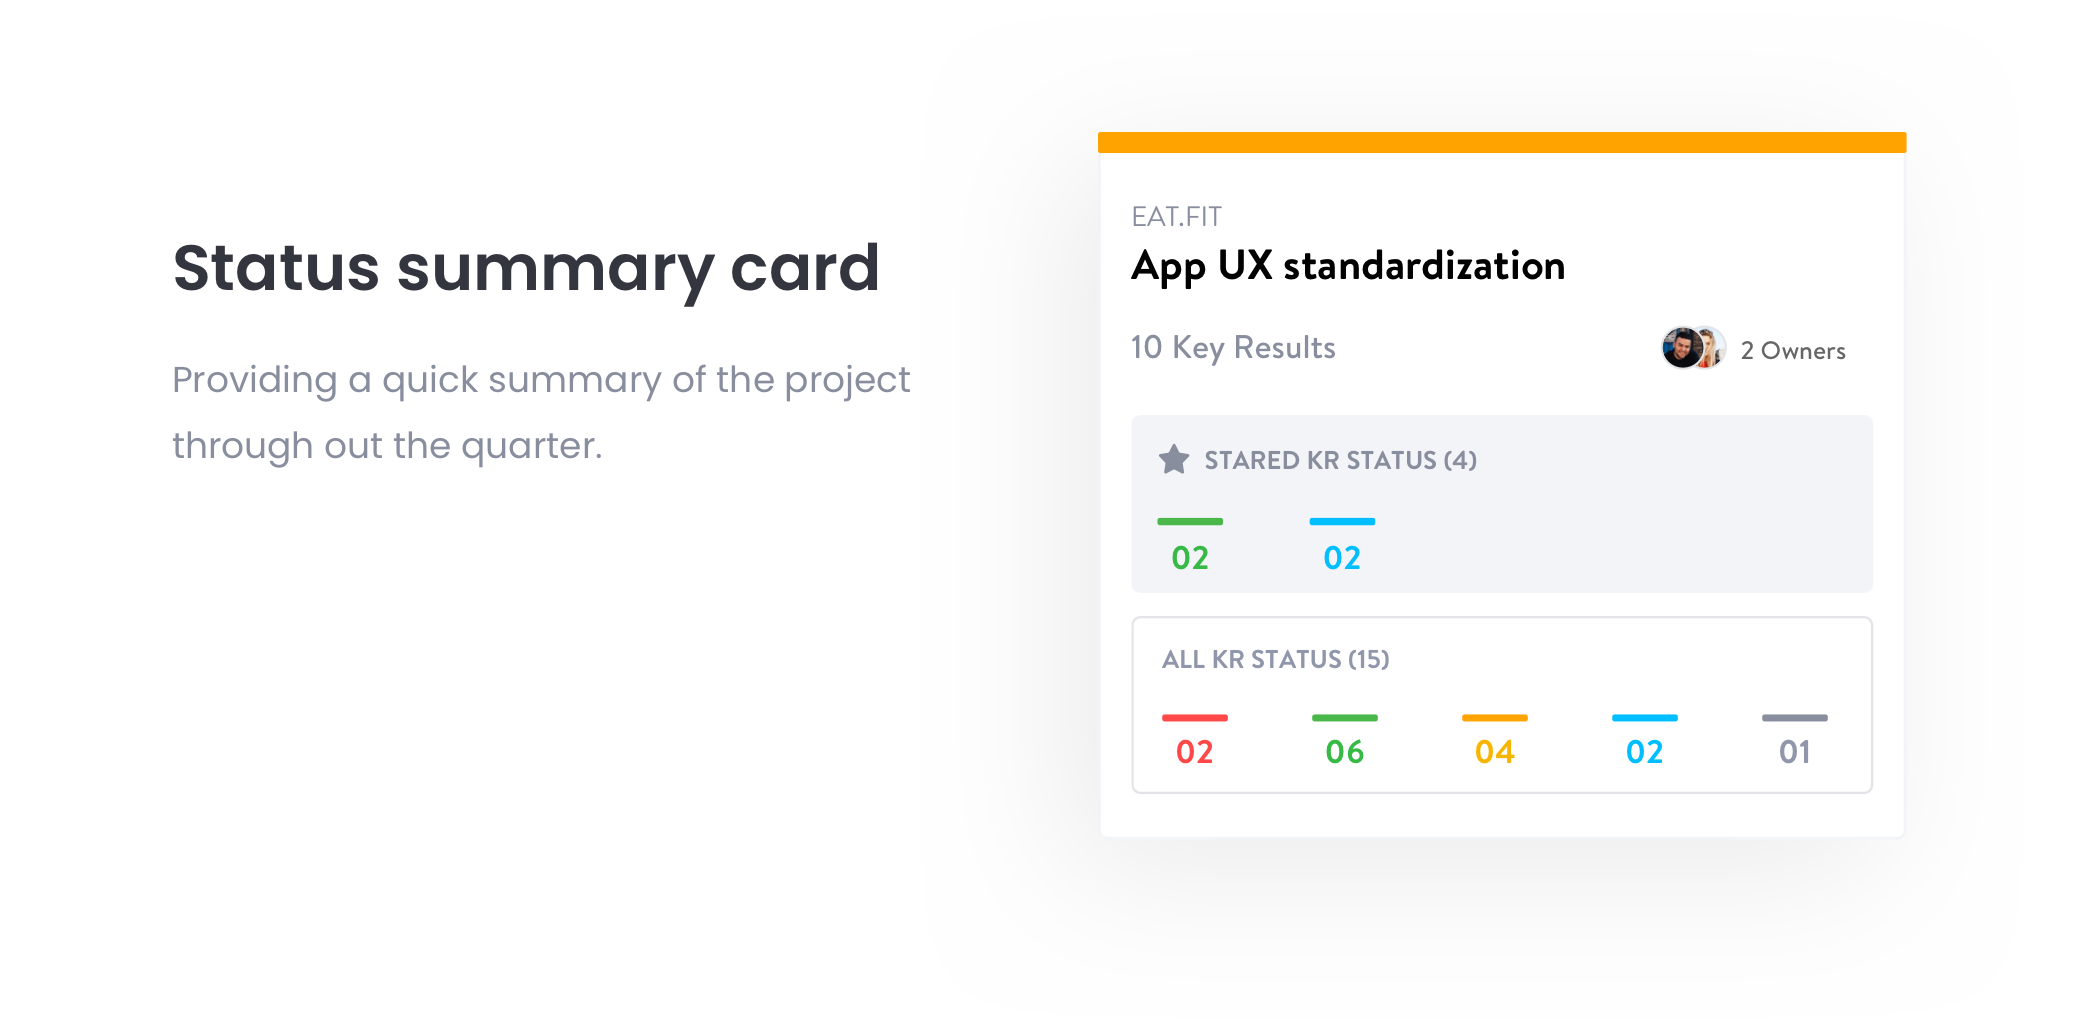 Status summary card
Providing a quick summary of the project
through out the quarter.
EAT.FIT
App UX standardization
10 Key Results
2 Owners
STARED KR STATUS (4)
02 02
ALL KR STATUS (15)
02 06 04 02 01